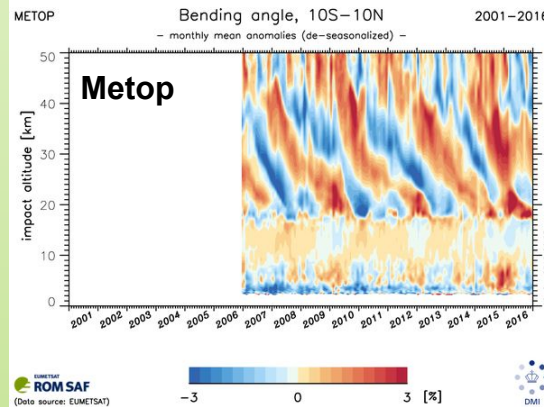 METOP Bending angle, 10S-10N 2001-2016
- monthly mean anomalies (de-seasonalized) -
Metop
impact altitude [km]
50
40
30
20
10
0
2001 2002 2003 2004 2005 2006 2007 2008 2009 2010 2011 2012 2013 2014 2015 2016
-3 0 3 [%]
EUMETSAT
ROM SAF
(Data source: EUMETSAT)
DMI